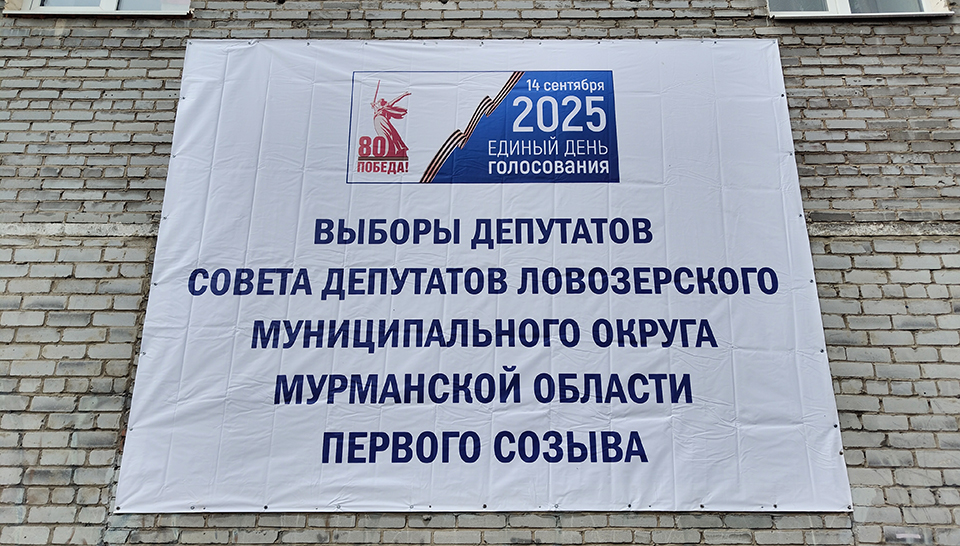 80
ПОБЕДА!
14 сентября
2025
ЕДИНЫЙ ДЕНЬ
ГОЛОСОВАНИЯ
ВЫБОРЫ ДЕПУТАТОВ
СОВЕТА ДЕПУТАТОВ ЛОВОЗЕРСКОГО
МУНИЦИПАЛЬНОГО ОКРУГА
МУРМАНСКОЙ ОБЛАСТИ
ПЕРВОГО СОЗЫВА